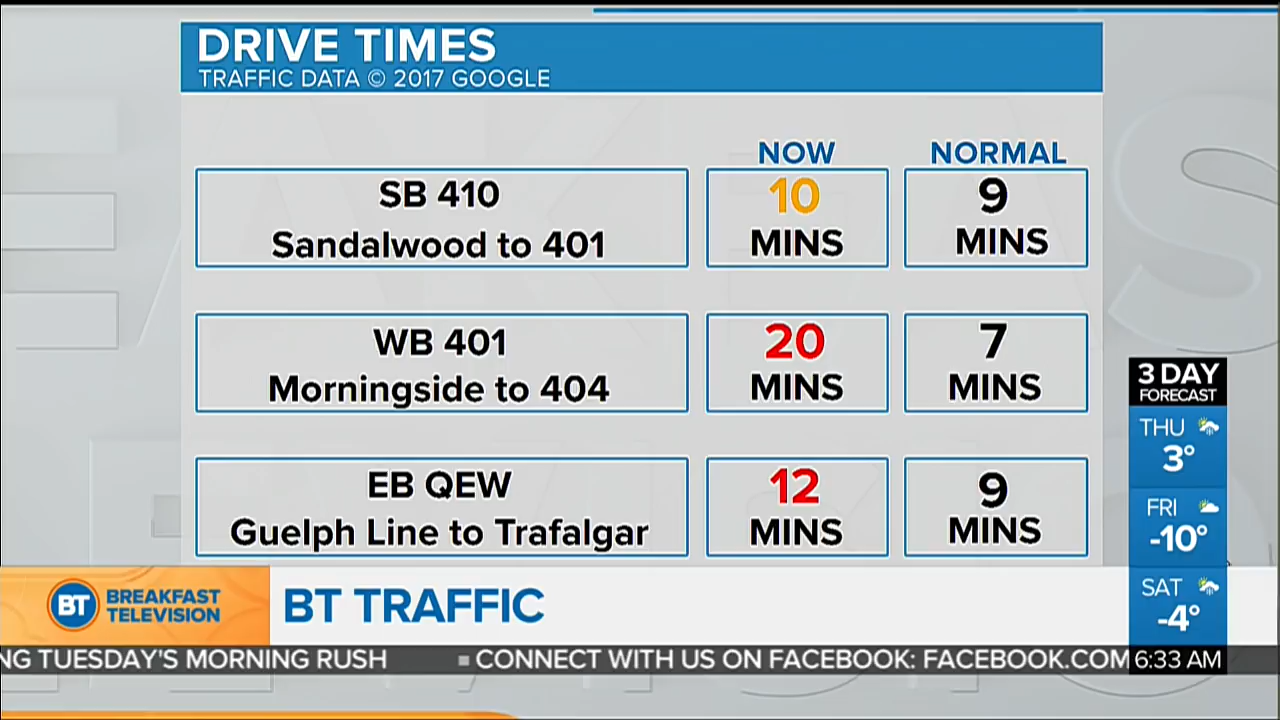 DRIVE TIMES
TRAFFIC DATA © 2017 GOOGLE
NOW NORMAL
SB 410
Sandalwood to 401
10
MINS
9
MINS
WB 401
Morningside to 404
20
MINS
7
MINS
EB QEW
Guelph Line to Trafalgar
12
MINS
9
MINS
3 DAY
FORECAST
THU
3°
FRI
-10°
SAT
-4°
BT BREAKFAST
TELEVISION
BT TRAFFIC
NG TUESDAY'S MORNING RUSH ■ CONNECT WITH US ON FACEBOOK: FACEBOOK.COM
6:33 AM